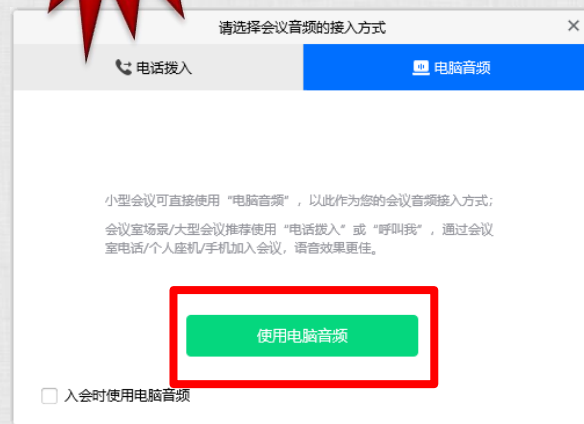 请选择会议音频的接入方式
电话拨入
电脑音频
小型会议可直接使用“电脑音频”，以此作为您的会议音频接入方式；
会议室场景/大型会议推荐使用“电话拨入”或“呼叫我”，通过会议
室电话/个人座机/手机加入会议，语音效果更佳。
使用电脑音频
入会时使用电脑音频